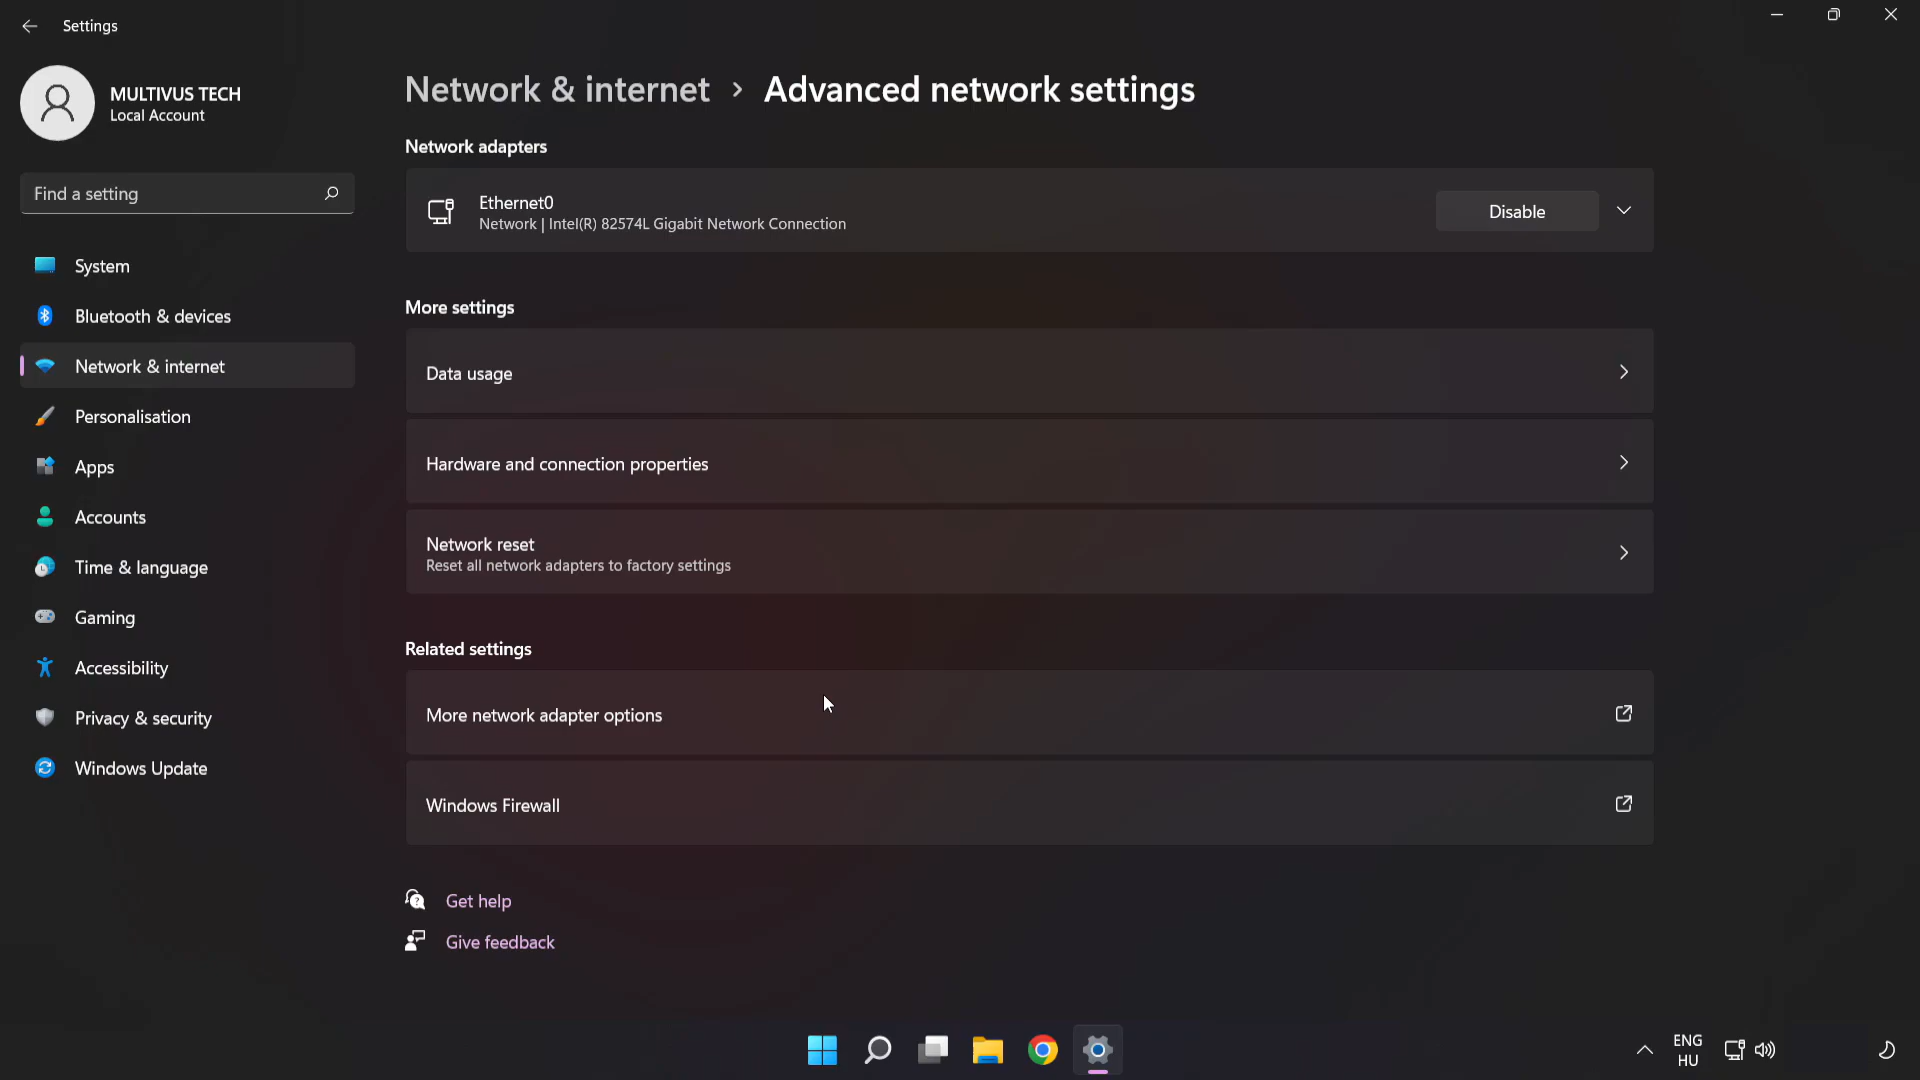 Settings
MULTIVUS TECH
Local Account
Find a setting
System
Bluetooth & devices
Network & internet
Personalisation
Apps
Accounts
Time & language
Gaming
Accessibility
Privacy & security
Windows Update
Network & internet > Advanced network settings
Network adapters
Ethernet0
Network | Intel(R) 82574L Gigabit Network Connection
Disable
More settings
Data usage
Hardware and connection properties
Network reset
Reset all network adapters to factory settings
Related settings
More network adapter options
Windows Firewall
Get help
Give feedback
ENG
HU